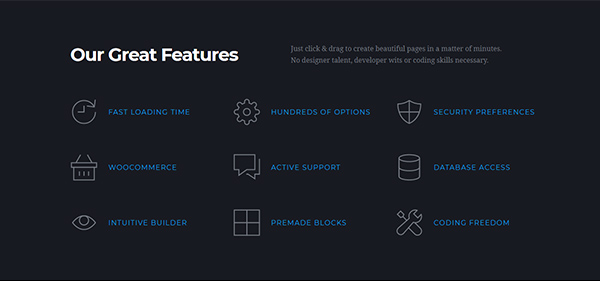 Our Great Features
Just click & drag to create beautiful pages in a matter of minutes.
No designer talent, developer wits or coding skills necessary.
FAST LOADING TIME
HUNDREDS OF OPTIONS
SECURITY PREFERENCES
WOOCOMMERCE
ACTIVE SUPPORT
DATABASE ACCESS
INTUITIVE BUILDER
PREMADE BLOCKS
CODING FREEDOM